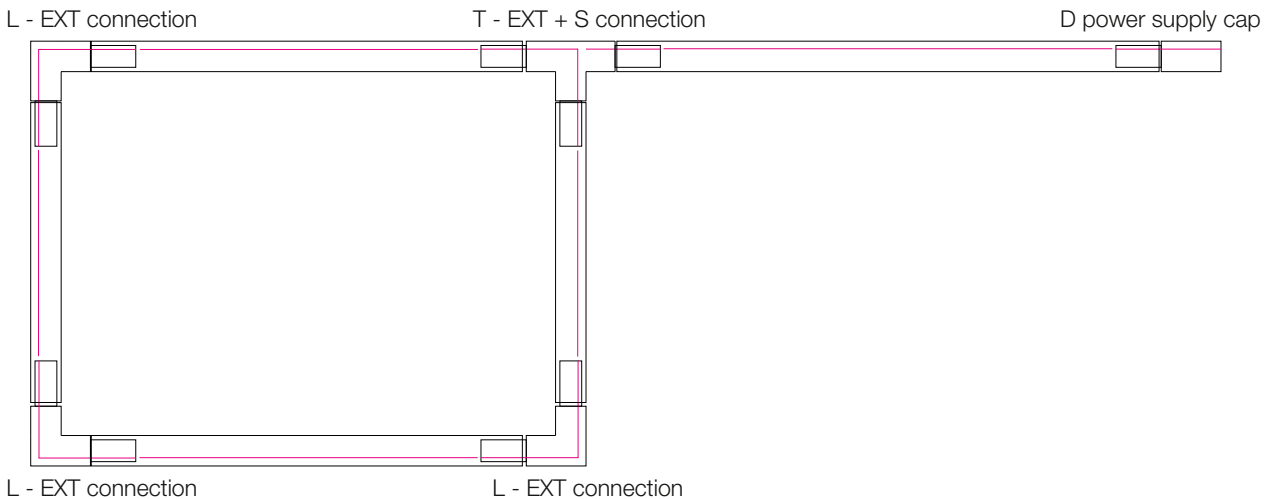 L - EXT connection
T - EXT + S connection
D power supply cap
L - EXT connection
L - EXT connection